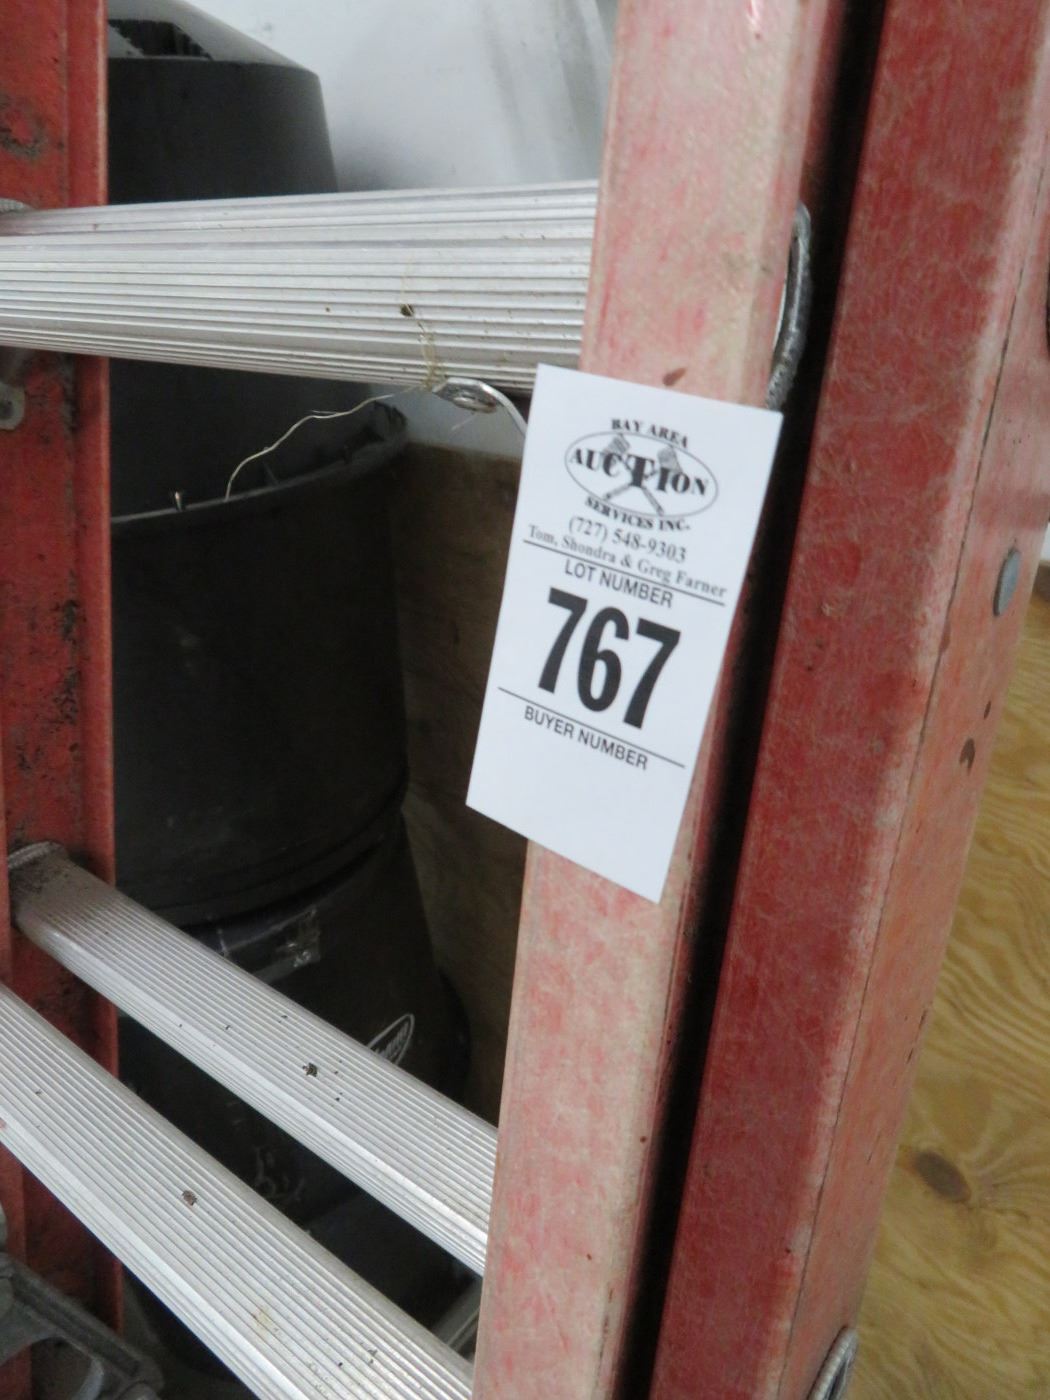 BAY AREA
AUCTION
SERVICES INC.
(727) 548-9303
Tom, Shondra & Greg Farner
LOT NUMBER
767
BUYER NUMBER